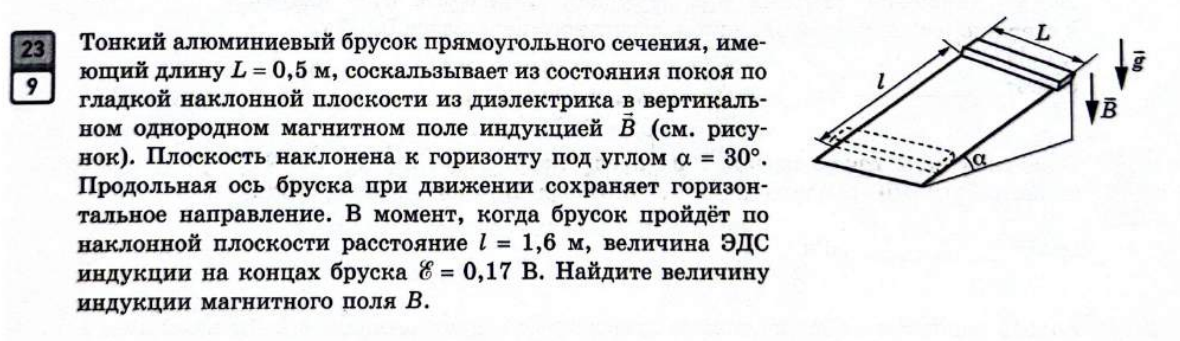 23
9
Тонкий алюминиевый брусок прямоугольного сечения, име-
ющий длину L = 0,5 м, соскальзывает из состояния покоя по
гладкой наклонной плоскости из диэлектрика в вертикаль-
ном однородном магнитном поле индукцией B⃗ (см. рису-
нок). Плоскость наклонена к горизонту под углом α = 30°.
Продольная ось бруска при движении сохраняет горизон-
тальное направление. В момент, когда брусок пройдёт по
наклонной плоскости расстояние l = 1,6 м, величина ЭДС
индукции на концах бруска ℰ = 0,17 В. Найдите величину
индукции магнитного поля B.
L
l
g⃗
B⃗
α